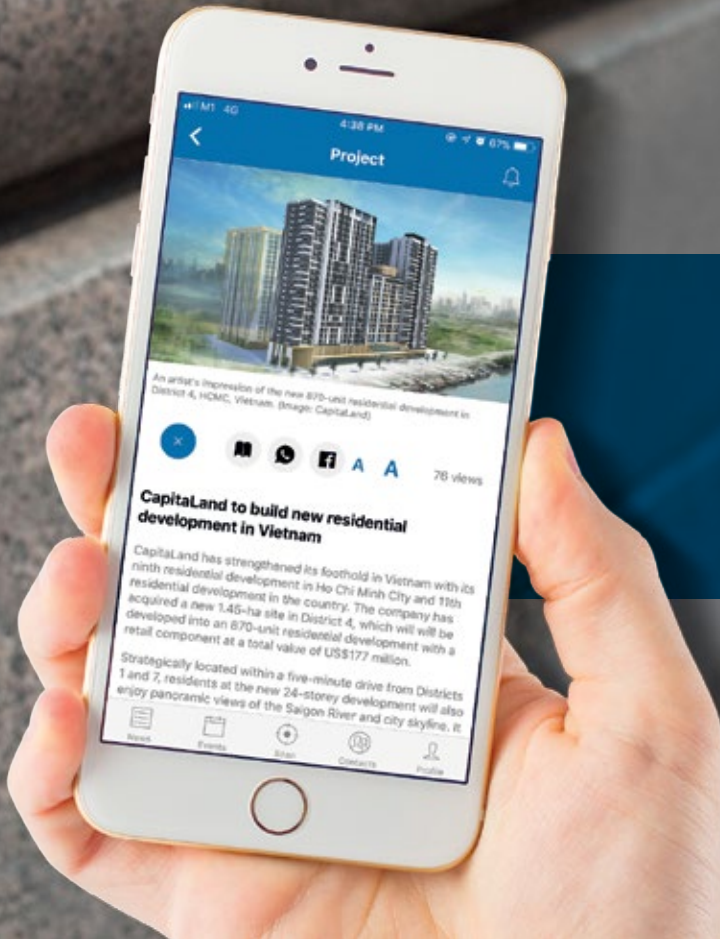 M1 4G 4:38 PM 67%
Project
An artist's impression of the new 870-unit residential development in
District 4, HCMC, Vietnam. (Image: CapitaLand)
A A 76 views
CapitaLand to build new residential
development in Vietnam
CapitaLand has strengthened its foothold in Vietnam with its
ninth residential development in Ho Chi Minh City and 11th
residential development in the country. The company has
acquired a new 1.45-ha site in District 4, which will will be
developed into an 870-unit residential development with a
retail component at a total value of US$177 million.
Strategically located within a five-minute drive from Districts
1 and 7, residents at the new 24-storey development will also
enjoy panoramic views of the Saigon River and city skyline. It
News Events Contacts Profile